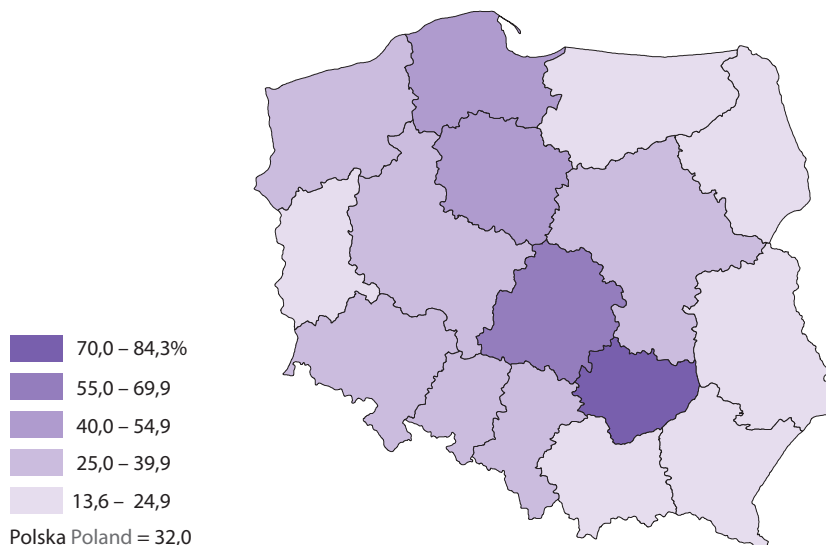 70,0 – 84,3%
55,0 – 69,9
40,0 – 54,9
25,0 – 39,9
13,6 – 24,9
Polska Poland = 32,0